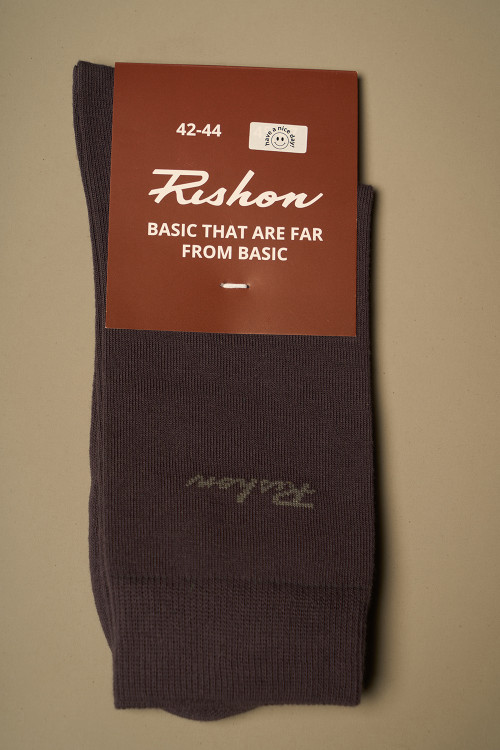 42-44
have a nice day!
Rishon
BASIC THAT ARE FAR
FROM BASIC
Rishon